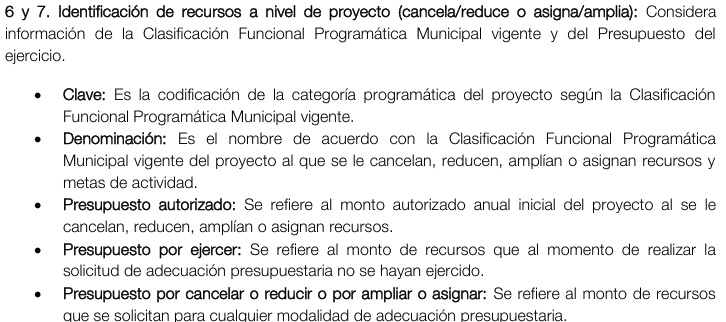 6 y 7. Identificación de recursos a nivel de proyecto (cancela/reduce o asigna/amplia): Considera
información de la Clasificación Funcional Programática Municipal vigente y del Presupuesto del
ejercicio.
• Clave: Es la codificación de la categoría programática del proyecto según la Clasificación
Funcional Programática Municipal vigente.
• Denominación: Es el nombre de acuerdo con la Clasificación Funcional Programática
Municipal vigente del proyecto al que se le cancelan, reducen, amplían o asignan recursos y
metas de actividad.
• Presupuesto autorizado: Se refiere al monto autorizado anual inicial del proyecto al se le
cancelan, reducen, amplían o asignan recursos.
• Presupuesto por ejercer: Se refiere al monto de recursos que al momento de realizar la
solicitud de adecuación presupuestaria no se hayan ejercido.
• Presupuesto por cancelar o reducir o por ampliar o asignar: Se refiere al monto de recursos
que se solicitan para cualquier modalidad de adecuación presupuestaria.